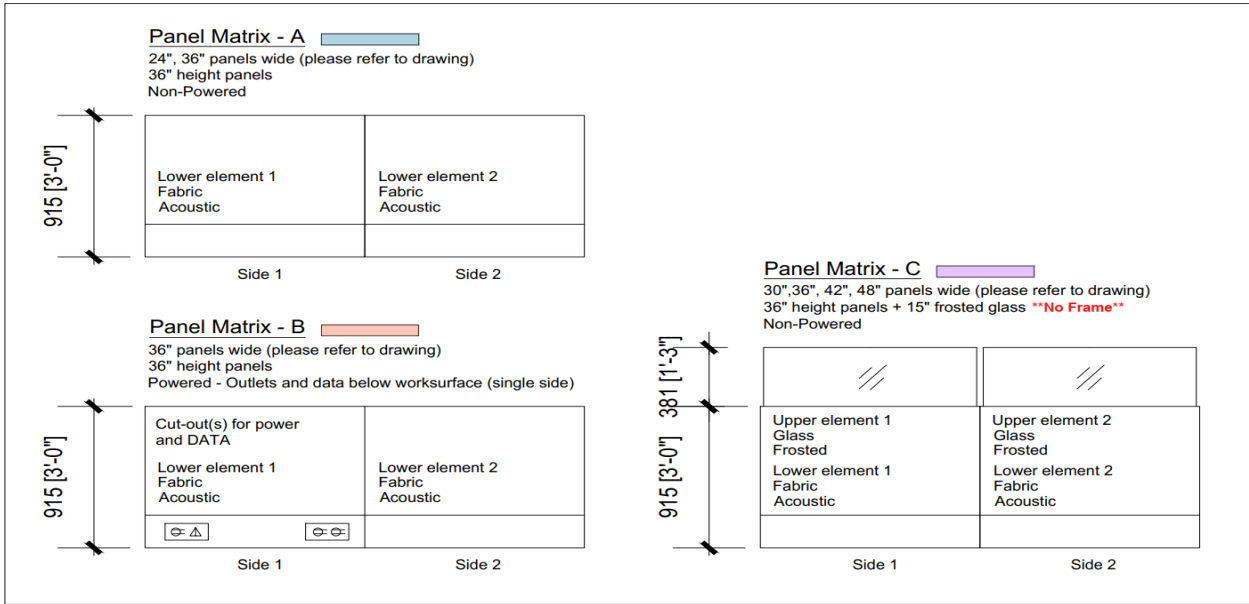 Panel Matrix - A
24", 36" panels wide (please refer to drawing)
36" height panels
Non-Powered
915 [3'-0"]
Lower element 1
Fabric
Acoustic
Lower element 2
Fabric
Acoustic
Side 1
Side 2
Panel Matrix - B
36" panels wide (please refer to drawing)
36" height panels
Powered - Outlets and data below worksurface (single side)
915 [3'-0"]
Cut-out(s) for power
and DATA
Lower element 1
Fabric
Acoustic
Lower element 2
Fabric
Acoustic
Side 1
Side 2
Panel Matrix - C
30",36", 42", 48" panels wide (please refer to drawing)
36" height panels + 15" frosted glass **No Frame**
Non-Powered
381 [1'-3"]
915 [3'-0"]
Upper element 1
Glass
Frosted
Lower element 1
Fabric
Acoustic
Upper element 2
Glass
Frosted
Lower element 2
Fabric
Acoustic
Side 1
Side 2